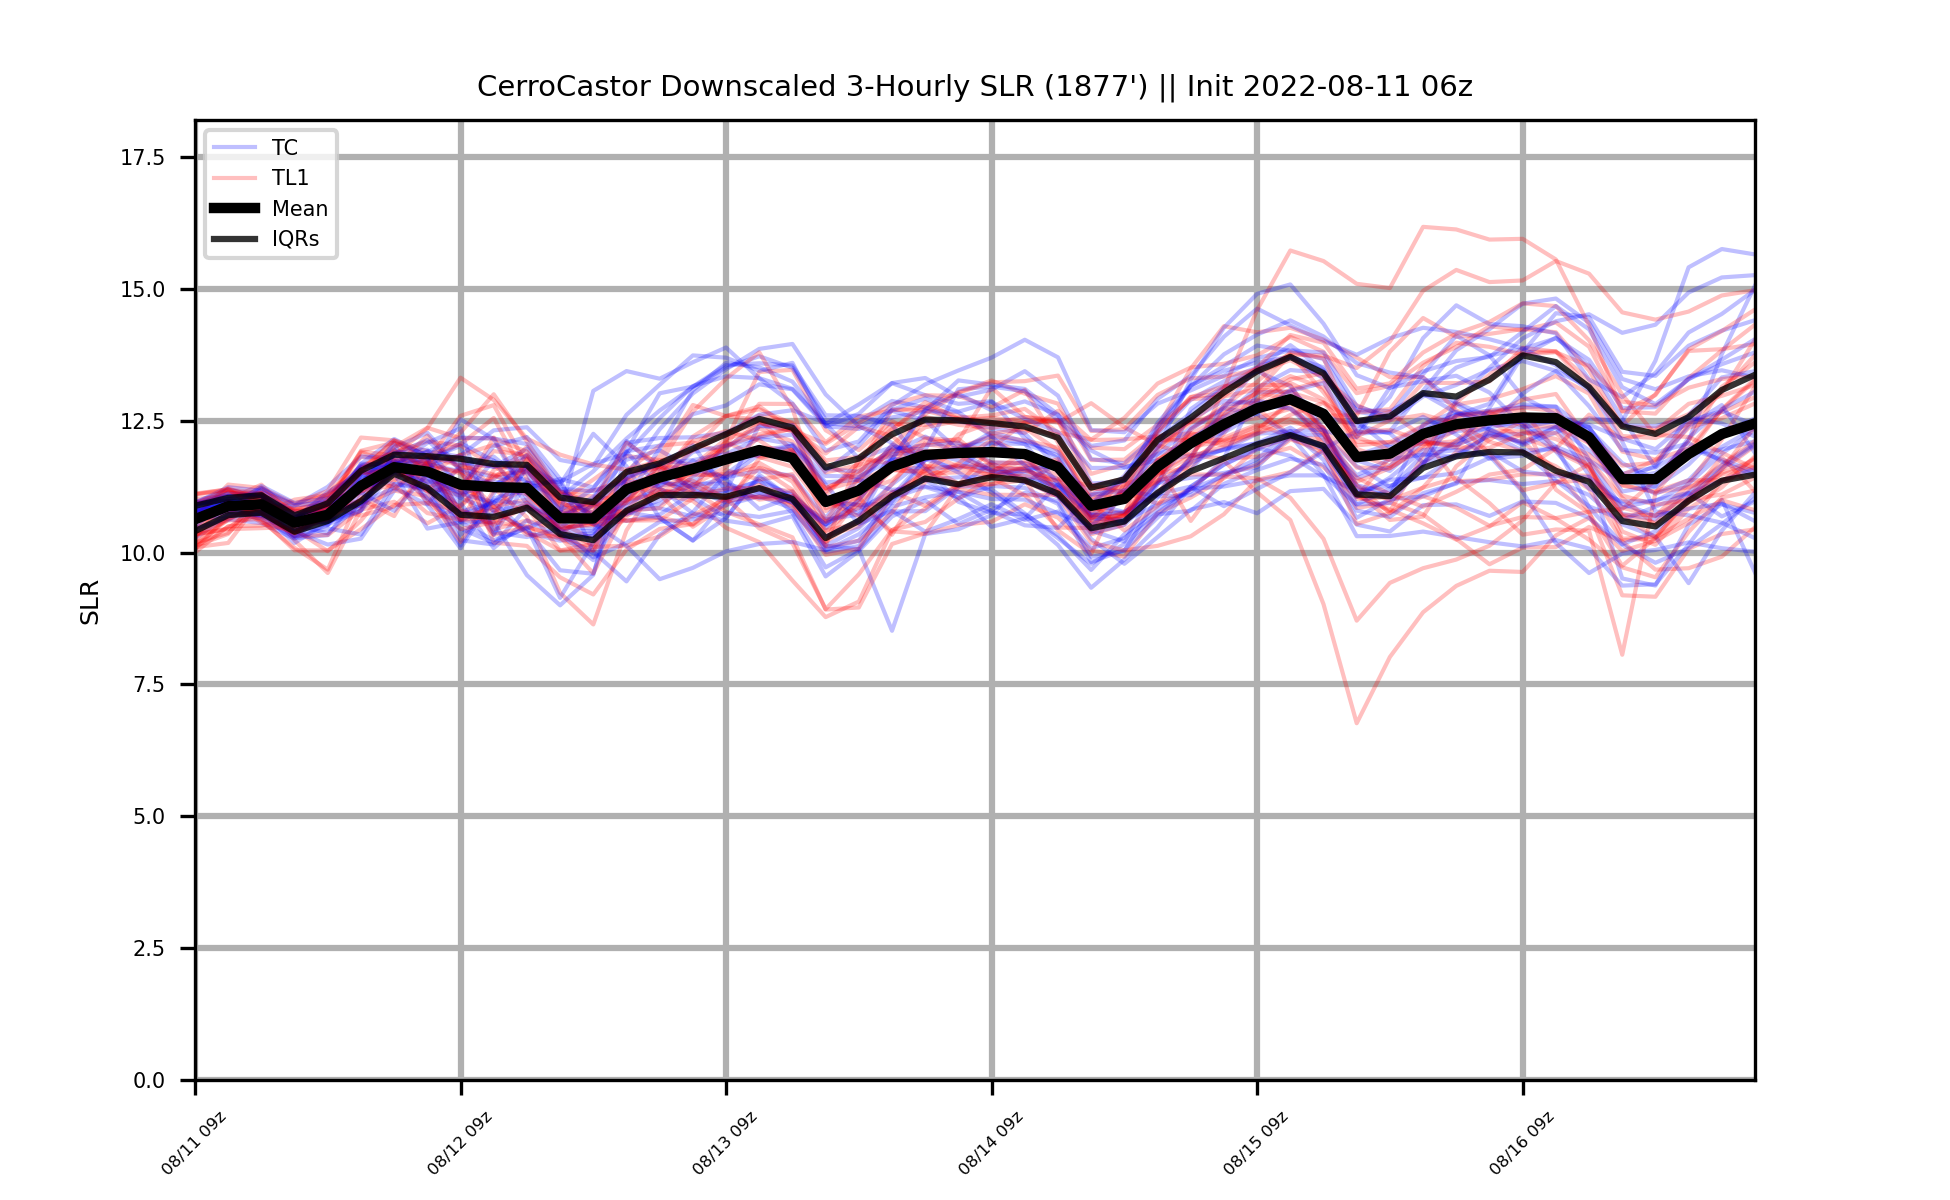 CerroCastor Downscaled 3-Hourly SLR (1877') || Init 2022-08-11 06z
TC
TL1
Mean
IQRs
17.5
15.0
12.5
10.0
7.5
5.0
2.5
0.0
SLR
08/11 09z
08/12 09z
08/13 09z
08/14 09z
08/15 09z
08/16 09z